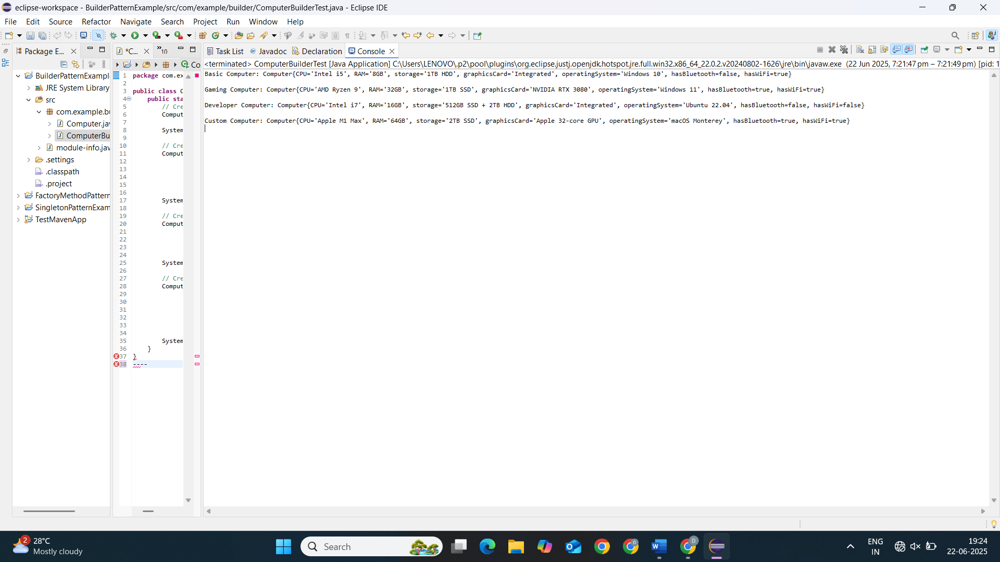 eclipse-workspace - BuilderPatternExample/src/com/example/builder/ComputerBuilderTest.java - Eclipse IDE
File Edit Source Refactor Navigate Search Project Run Window Help
Package E...
*C...
»10
Task List
@ Javadoc
Declaration
Console
Co
<terminated> ComputerBuilderTest [Java Application] C:\Users\LENOVO\.p2\pool\plugins\org.eclipse.justj.openjdk.hotspot.jre.full.win32.x86_64_22.0.2.v20240802-1626\jre\bin\javaw.exe (22 Jun 2025, 7:21:47 pm – 7:21:49 pm) [pid: 1
BuilderPatternExampl
JRE System Library
src
com.example.bu
Computer.jav
ComputerBu
module-info.jav
.settings
.classpath
.project
FactoryMethodPattern
SingletonPatternExam
TestMavenApp
1 package com.ex
2
3 public class C
4 public sta
5 // Cre
6 Comput
7
8 System
9
10 // Cre
11 Comput
12
13
14
15
16
17 System
18
19 // Cre
20 Comput
21
22
23
24
25 System
26
27 // Cre
28 Comput
29
30
31
32
33
34
35 System
36 }
37 }
38 ----
Basic Computer: Computer{CPU='Intel i5', RAM='8GB', storage='1TB HDD', graphicsCard='Integrated', operatingSystem='Windows 10', hasBluetooth=false, hasWiFi=true}
Gaming Computer: Computer{CPU='AMD Ryzen 9', RAM='32GB', storage='1TB SSD', graphicsCard='NVIDIA RTX 3080', operatingSystem='Windows 11', hasBluetooth=true, hasWiFi=true}
Developer Computer: Computer{CPU='Intel i7', RAM='16GB', storage='512GB SSD + 2TB HDD', graphicsCard='Integrated', operatingSystem='Ubuntu 22.04', hasBluetooth=false, hasWiFi=false}
Custom Computer: Computer{CPU='Apple M1 Max', RAM='64GB', storage='2TB SSD', graphicsCard='Apple 32-core GPU', operatingSystem='macOS Monterey', hasBluetooth=true, hasWiFi=true}
2
28°C
Mostly cloudy
Search
ENG
IN
19:24
22-06-2025